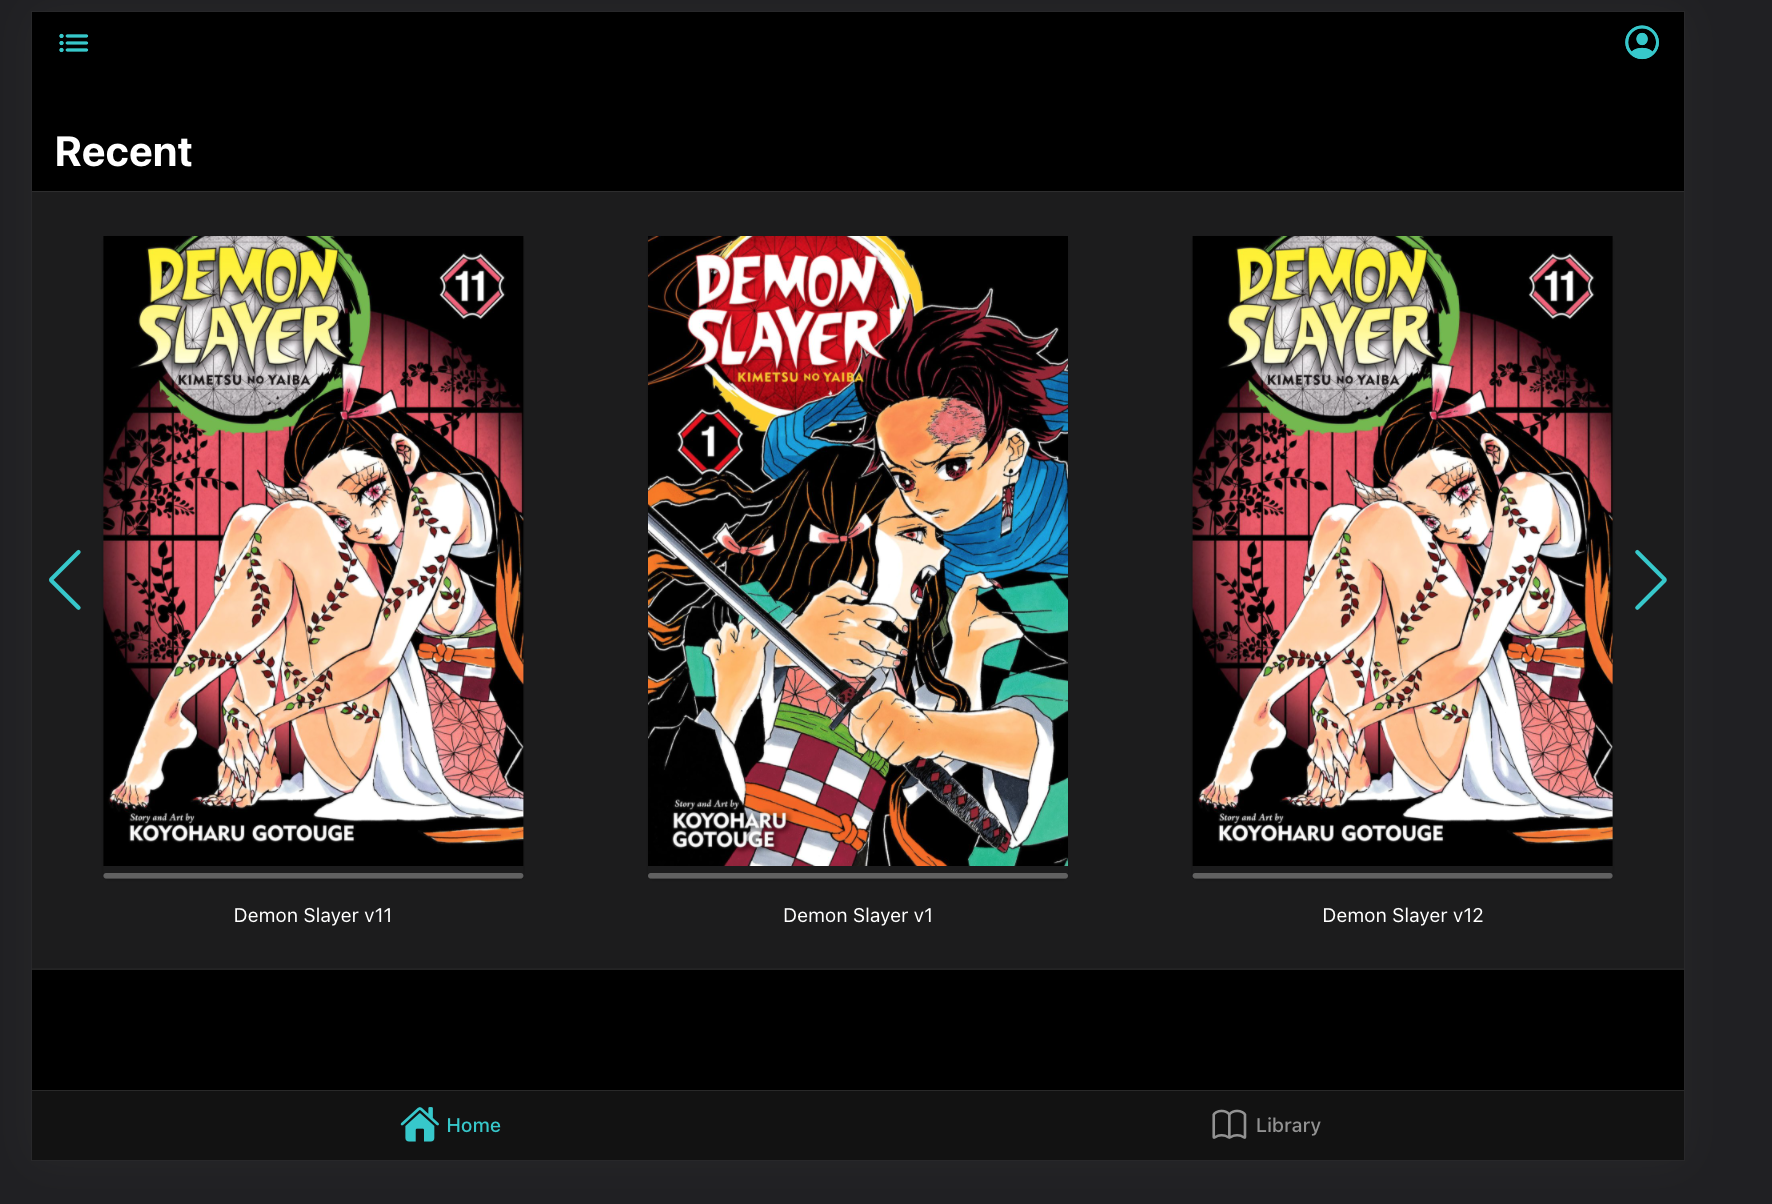 Recent
DEMON
SLAYER
KIMETSU NO YAIBA
11
Story and Art by
KOYOHARU GOTOUGE
Demon Slayer v11
DEMON
SLAYER
KIMETSU NO YAIBA
1
Story and Art by
KOYOHARU
GOTOUGE
Demon Slayer v1
DEMON
SLAYER
KIMETSU NO YAIBA
11
Story and Art by
KOYOHARU GOTOUGE
Demon Slayer v12
Home
Library